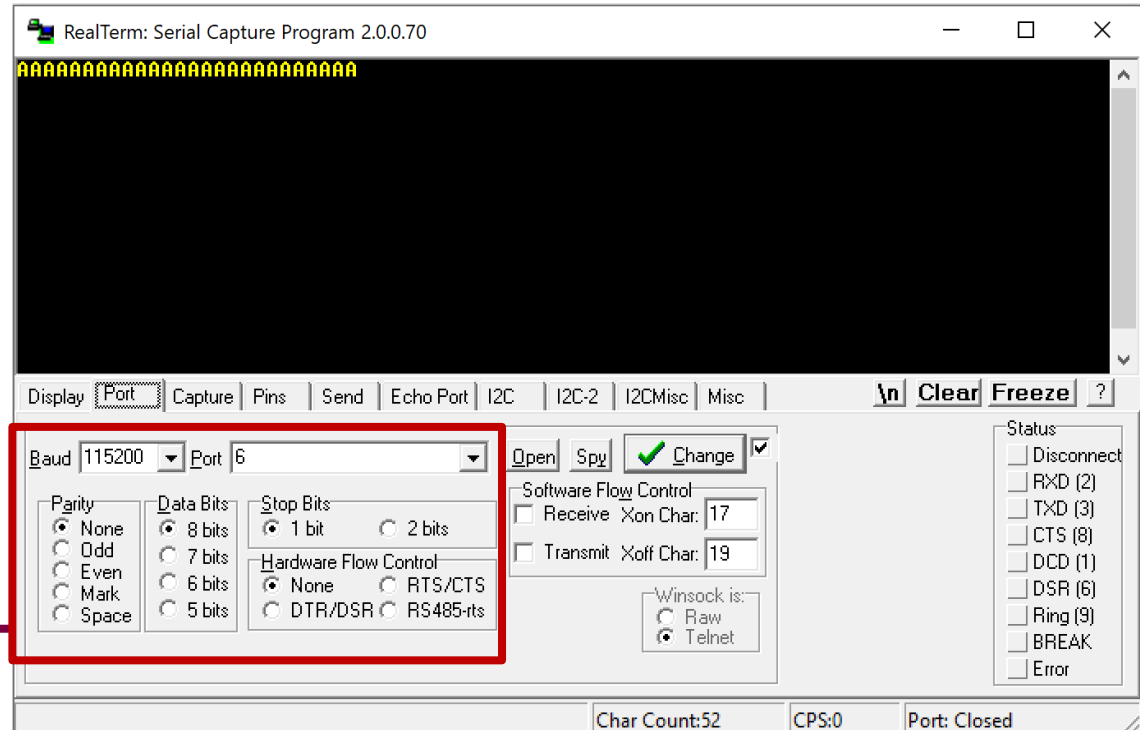 RealTerm: Serial Capture Program 2.0.0.70
AAAAAAAAAAAAAAAAAAAAAAAAAA
Display Port Capture Pins Send Echo Port I2C I2C-2 I2CMisc Misc \n Clear Freeze ?
Baud 115200 Port 6 Open Spy Change
Parity
None
Odd
Even
Mark
Space
Data Bits
8 bits
7 bits
6 bits
5 bits
Stop Bits
1 bit 2 bits
Hardware Flow Control
None RTS/CTS
DTR/DSR RS485-rts
Software Flow Control
Receive Xon Char: 17
Transmit Xoff Char: 19
Winsock is:
Raw
Telnet
Status
Disconnect
RXD (2)
TXD (3)
CTS (8)
DCD (1)
DSR (6)
Ring (9)
BREAK
Error
Char Count:52 CPS:0 Port: Closed